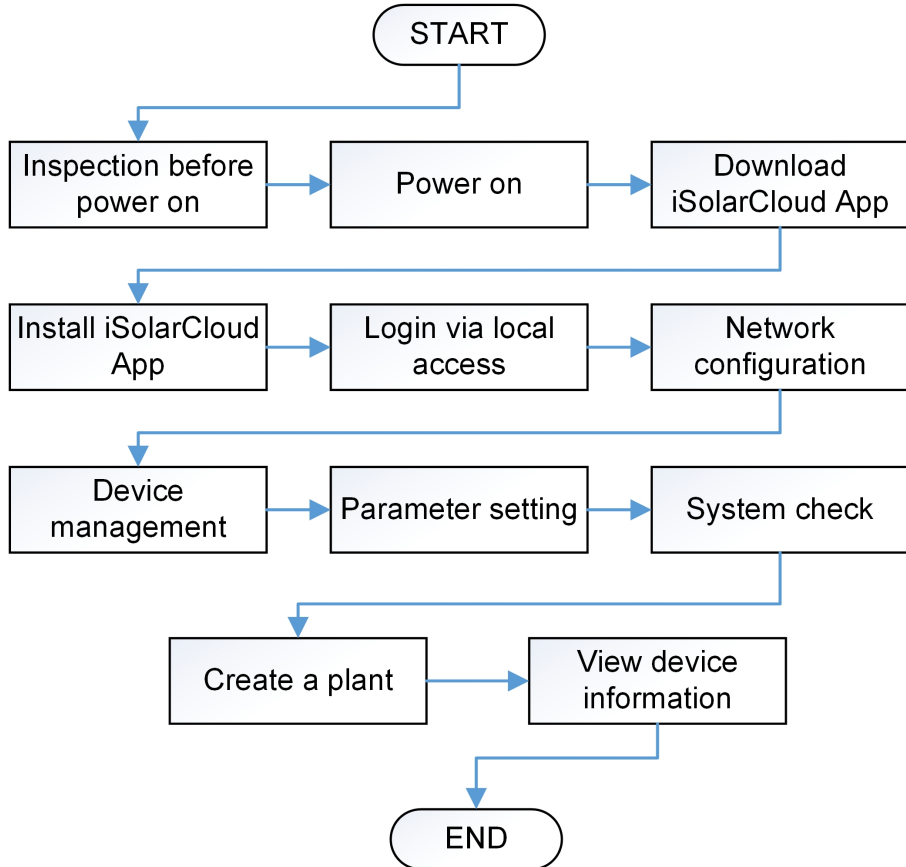 START
Inspection before
power on
Power on
Download
iSolarCloud App
Install iSolarCloud
App
Login via local
access
Network
configuration
Device
management
Parameter setting
System check
Create a plant
View device
information
END